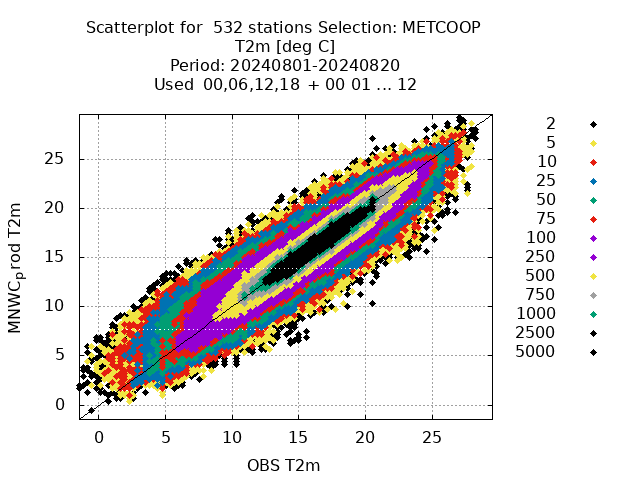 Scatterplot for  532 stations Selection: METCOOP
T2m [deg C]
Period: 20240801-20240820
Used  00,06,12,18  + 00 01 ... 12
2
5
10
25
50
75
100
250
500
750
1000
2500
5000
25
20
15
10
5
0
MNWCprod T2m
0 5 10 15 20 25
OBS T2m